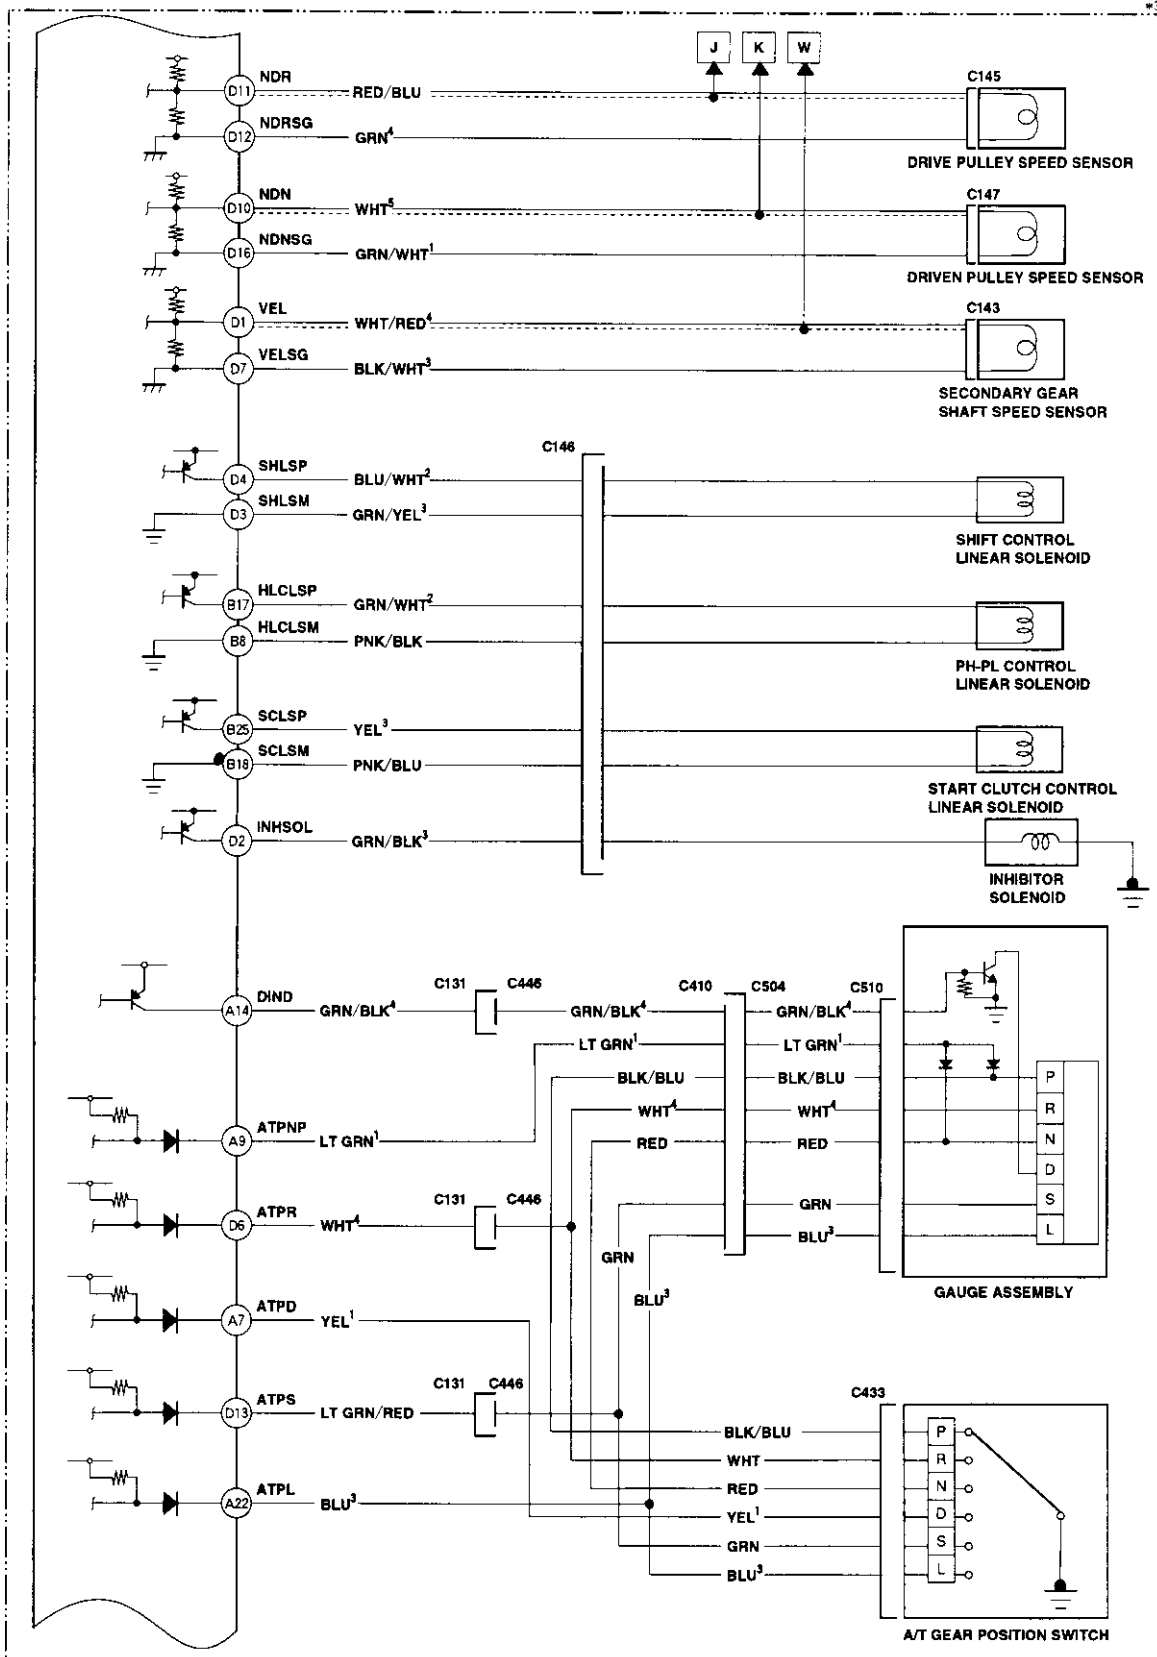 *3
J K W
D11 NDR RED/BLU C145
D12 NDRSG GRN⁴
DRIVE PULLEY SPEED SENSOR
D10 NDN WHT⁵ C147
D16 NDNSG GRN/WHT¹
DRIVEN PULLEY SPEED SENSOR
D1 VEL WHT/RED⁴ C143
D7 VELSG BLK/WHT³
SECONDARY GEAR
SHAFT SPEED SENSOR
C146
D4 SHLSP BLU/WHT²
D3 SHLSM GRN/YEL³
SHIFT CONTROL
LINEAR SOLENOID
B17 HLCLSP GRN/WHT²
B8 HLCLSM PNK/BLK
PH-PL CONTROL
LINEAR SOLENOID
B25 SCLSP YEL³
B18 SCLSM PNK/BLU
START CLUTCH CONTROL
LINEAR SOLENOID
D2 INHSOL GRN/BLK³
INHIBITOR
SOLENOID
C131 C446 C410 C504 C510
A14 DIND GRN/BLK⁴ GRN/BLK⁴ GRN/BLK⁴
LT GRN¹ LT GRN¹
BLK/BLU BLK/BLU P
WHT⁴ WHT⁴ R
A9 ATPNP LT GRN¹ RED RED N
D
C131 C446
GRN S
D6 ATPR WHT⁴ BLU³ L
GRN
GAUGE ASSEMBLY
BLU³
A7 ATPD YEL¹
C131 C446 C433
D13 ATPS LT GRN/RED
BLK/BLU P
WHT R
RED N
A22 ATPL BLU³
YEL¹ D
GRN S
BLU³ L
A/T GEAR POSITION SWITCH